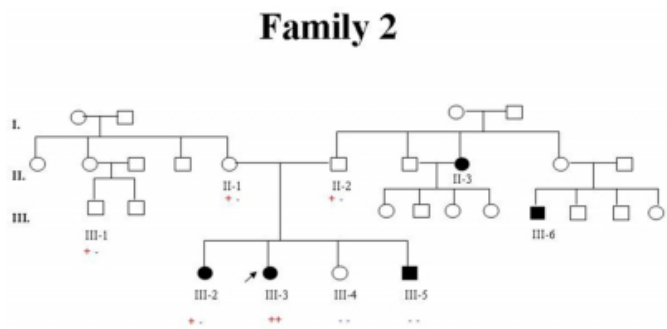 Family 2
I.
II.
II-1
II-2
II-3
+ -
+ -
III.
III-1
III-6
+ -
III-2
III-3
III-4
III-5
+ -
++
- -
- -